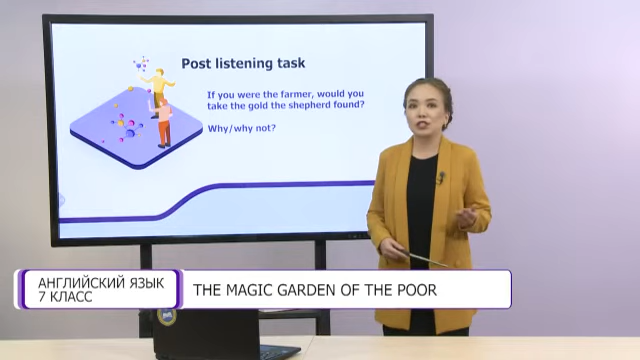 Post listening task
If you were the farmer, would you
take the gold the shepherd found?
Why/why not?
АНГЛИЙСКИЙ ЯЗЫК
7 КЛАСС
THE MAGIC GARDEN OF THE POOR